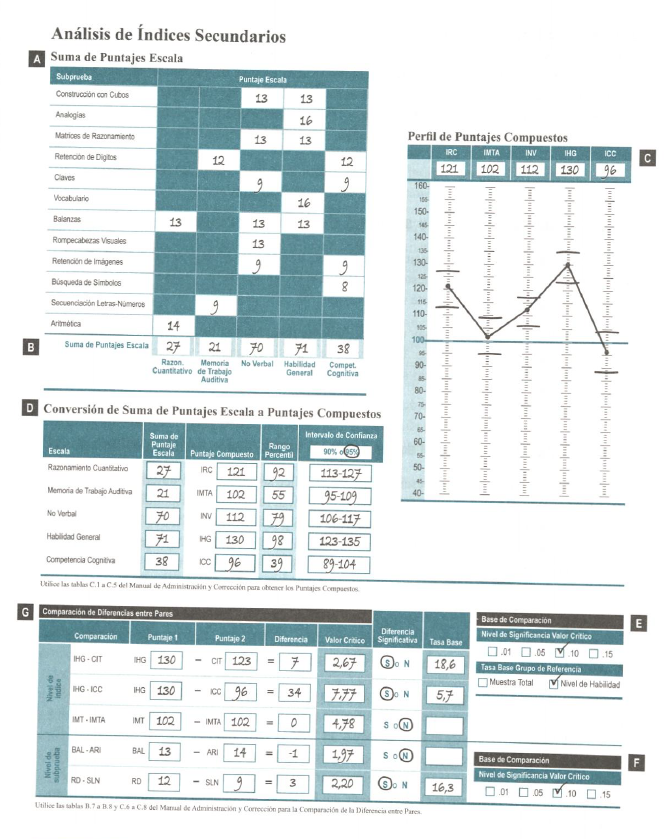 Análisis de Índices Secundarios
A Suma de Puntajes Escala
Subprueba Puntaje Escala
Construcción con Cubos 13 13
Analogías 16
Matrices de Razonamiento 13 13
Retención de Dígitos 12 12
Claves 9 9
Vocabulario 16
Balanzas 13 13 13
Rompecabezas Visuales 13
Retención de Imágenes 9 9
Búsqueda de Símbolos 8
Secuenciación Letras-Números 9
Aritmética 14
B Suma de Puntajes Escala 27 21 70 71 38
Razon. Cuantitativo Memoria de Trabajo Auditiva No Verbal Habilidad General Compet. Cognitiva
Perfil de Puntajes Compuestos
IRC IMTA INV IHG ICC C
121 102 112 130 96
160
155
150
145
140
135
130
125
120
115
110
105
100
95
90
85
80
75
70
65
60
55
50
45
40
D Conversión de Suma de Puntajes Escala a Puntajes Compuestos
Escala Suma de Puntaje Escala Puntaje Compuesto Rango Percentil Intervalo de Confianza 90% o 95%
Razonamiento Cuantitativo 27 IRC 121 92 113-127
Memoria de Trabajo Auditiva 21 IMTA 102 55 95-109
No Verbal 70 INV 112 79 106-117
Habilidad General 71 IHG 130 98 123-135
Competencia Cognitiva 38 ICC 96 39 89-104
Utilice las tablas C.1 a C.5 del Manual de Administración y Corrección para obtener los Puntajes Compuestos.
G Comparación de Diferencias entre Pares
Comparación Puntaje 1 Puntaje 2 Diferencia Valor Crítico Diferencia Significativa Tasa Base
Nivel de índice
IHG - CIT IHG 130 - CIT 123 = 7 2,67 S o N 18,6
IHG - ICC IHG 130 - ICC 96 = 34 7,77 S o N 5,7
IMT - IMTA IMT 102 - IMTA 102 = 0 4,78 S o N
Nivel de subprueba
BAL - ARI BAL 13 - ARI 14 = -1 1,97 S o N
RD - SLN RD 12 - SLN 9 = 3 2,20 S o N 16,3
Utilice las tablas B.7 a B.8 y C.6 a C.8 del Manual de Administración y Corrección para la Comparación de la Diferencia entre Pares.
Base de Comparación E
Nivel de Significancia Valor Crítico
.01 .05 .10 .15
Tasa Base Grupo de Referencia
Muestra Total Nivel de Habilidad
Base de Comparación F
Nivel de Significancia Valor Crítico
.01 .05 .10 .15